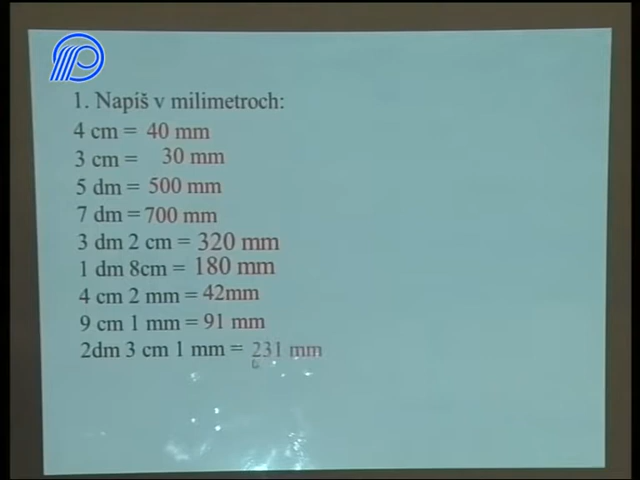 1. Napíš v milimetroch:
4 cm = 40 mm
3 cm = 30 mm
5 dm = 500 mm
7 dm = 700 mm
3 dm 2 cm = 320 mm
1 dm 8cm = 180 mm
4 cm 2 mm = 42mm
9 cm 1 mm = 91 mm
2dm 3 cm 1 mm = 231 mm